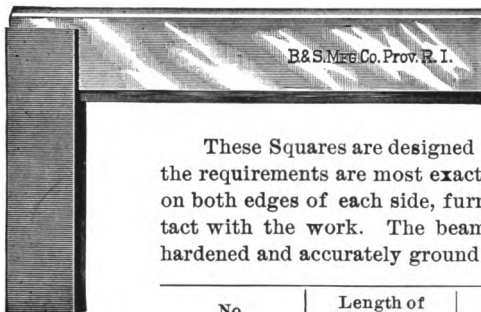 B.& S. MFG. Co. Prov. R. I.
These Squares are designed
the requirements are most exact
on both edges of each side, furn
tact with the work. The beam
hardened and accurately ground
No. Length of